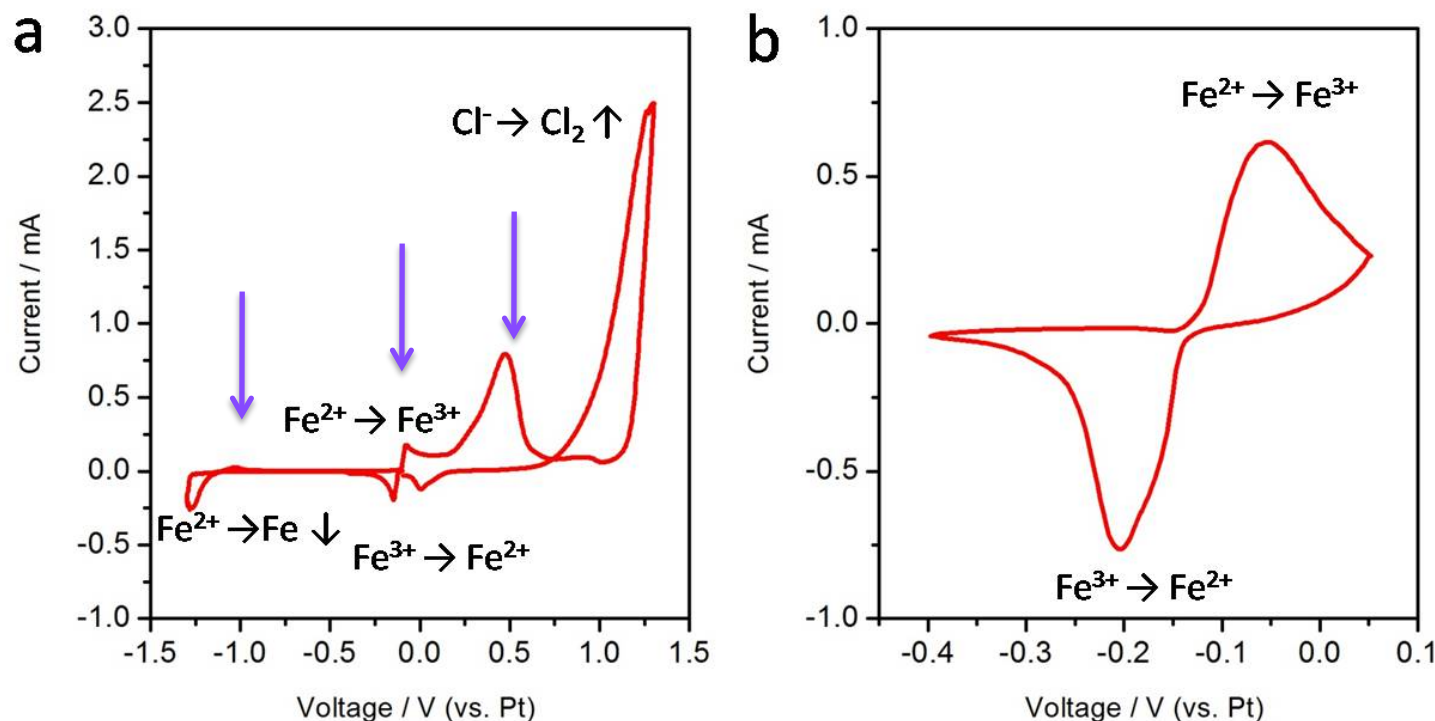 a
3.0
2.5
2.0
1.5
1.0
0.5
0.0
-0.5
-1.0
Current / mA
Cl⁻ → Cl₂ ↑
Fe²⁺ → Fe³⁺
Fe²⁺ →Fe ↓
Fe³⁺ → Fe²⁺
-1.5 -1.0 -0.5 0.0 0.5 1.0 1.5
Voltage / V (vs. Pt)
b
1.0
0.5
0.0
-0.5
-1.0
Current / mA
Fe²⁺ → Fe³⁺
Fe³⁺ → Fe²⁺
-0.4 -0.3 -0.2 -0.1 0.0 0.1
Voltage / V (vs. Pt)